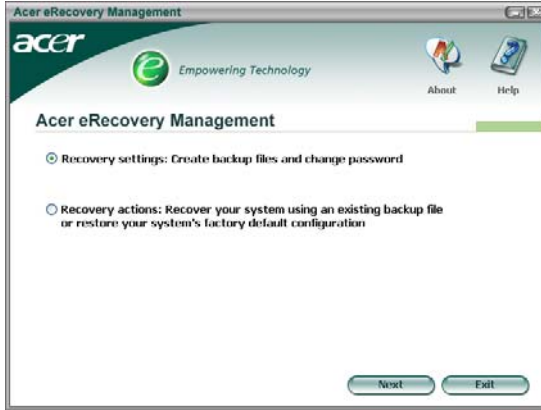 Acer eRecovery Management
acer
e Empowering Technology
About
Help
Acer eRecovery Management
Recovery settings: Create backup files and change password
Recovery actions: Recover your system using an existing backup file
or restore your system's factory default configuration
Next
Exit